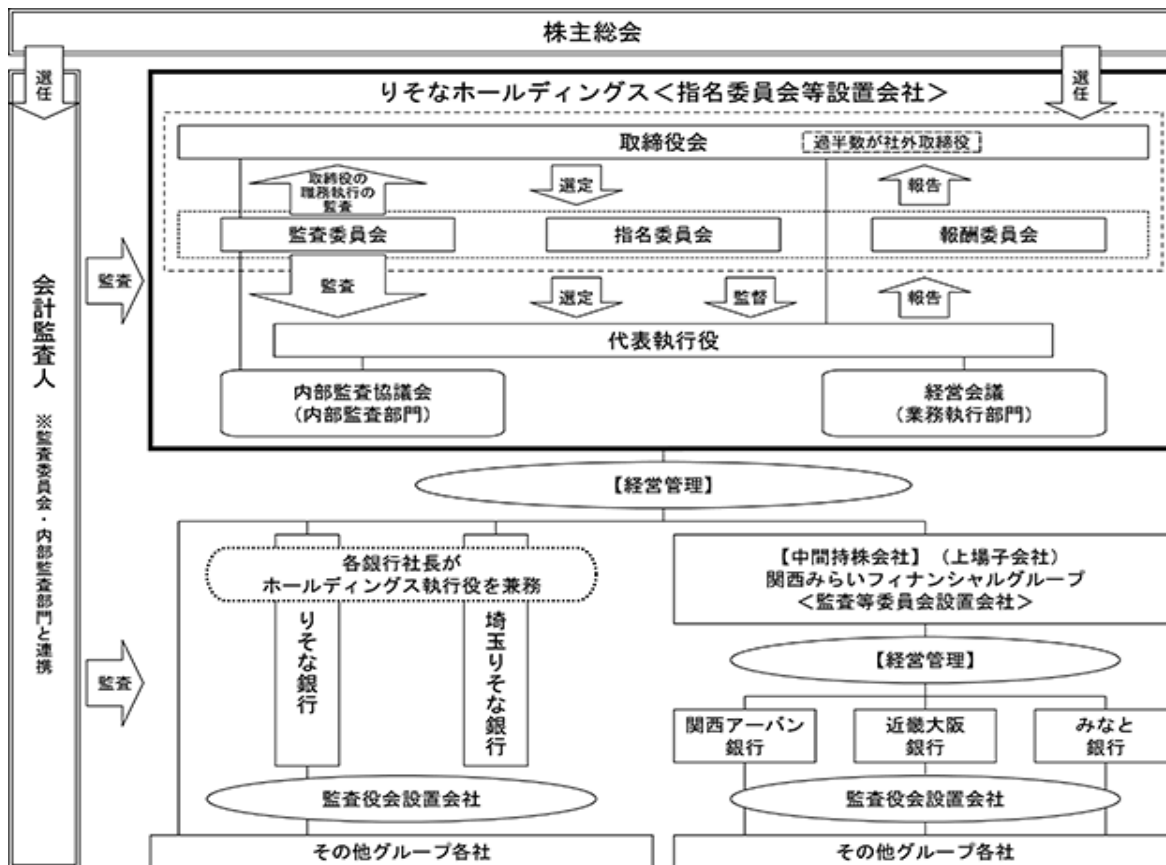 株主総会
選任
選任
りそなホールディングス＜指名委員会等設置会社＞
取締役会
過半数が社外取締役
取締役の
職務執行の
監査
選定
報告
監査委員会
指名委員会
報酬委員会
監査
監査
選定
監督
報告
代表執行役
内部監査協議会
（内部監査部門）
経営会議
（業務執行部門）
会計監査人
※監査委員会・内部監査部門と連携
【経営管理】
各銀行社長が
ホールディングス執行役を兼務
りそな銀行
埼玉りそな銀行
【中間持株会社】（上場子会社）
関西みらいフィナンシャルグループ
＜監査等委員会設置会社＞
監査
【経営管理】
関西アーバン
銀行
近畿大阪
銀行
みなと
銀行
監査役会設置会社
監査役会設置会社
その他グループ各社
その他グループ各社